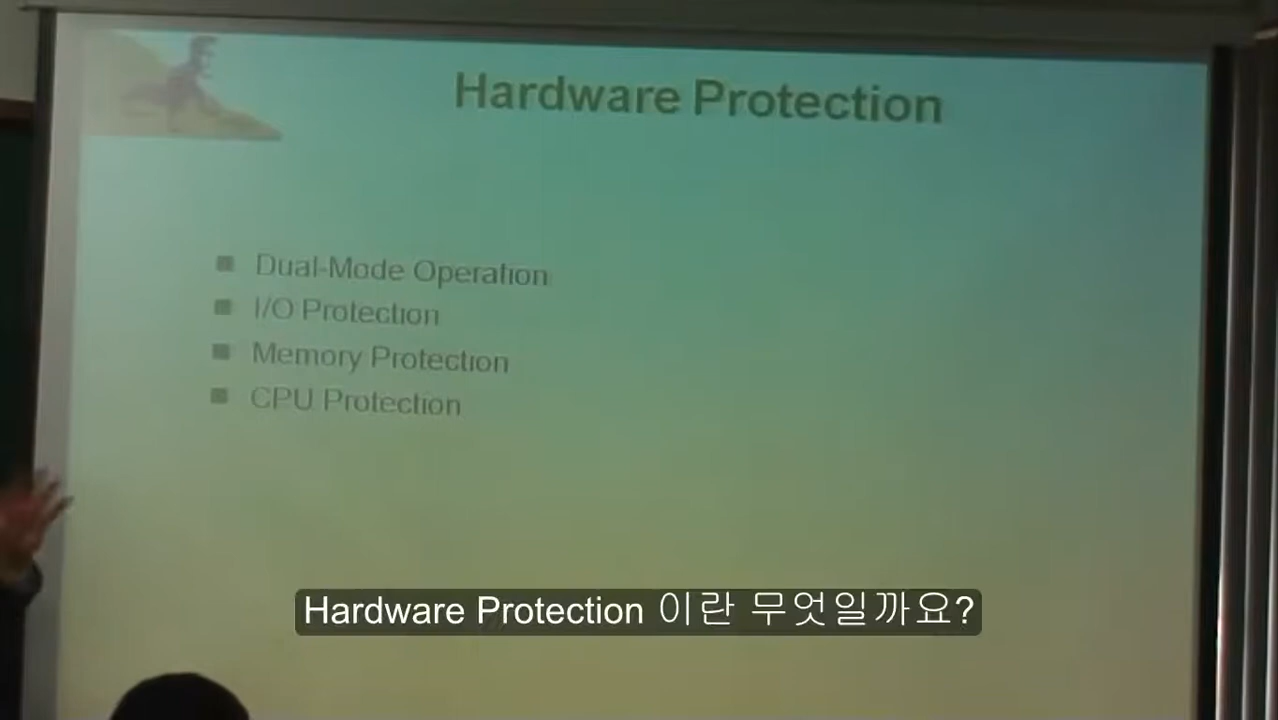 Hardware Protection
Dual-Mode Operation
I/O Protection
Memory Protection
CPU Protection
Hardware Protection 이란 무엇일까요?